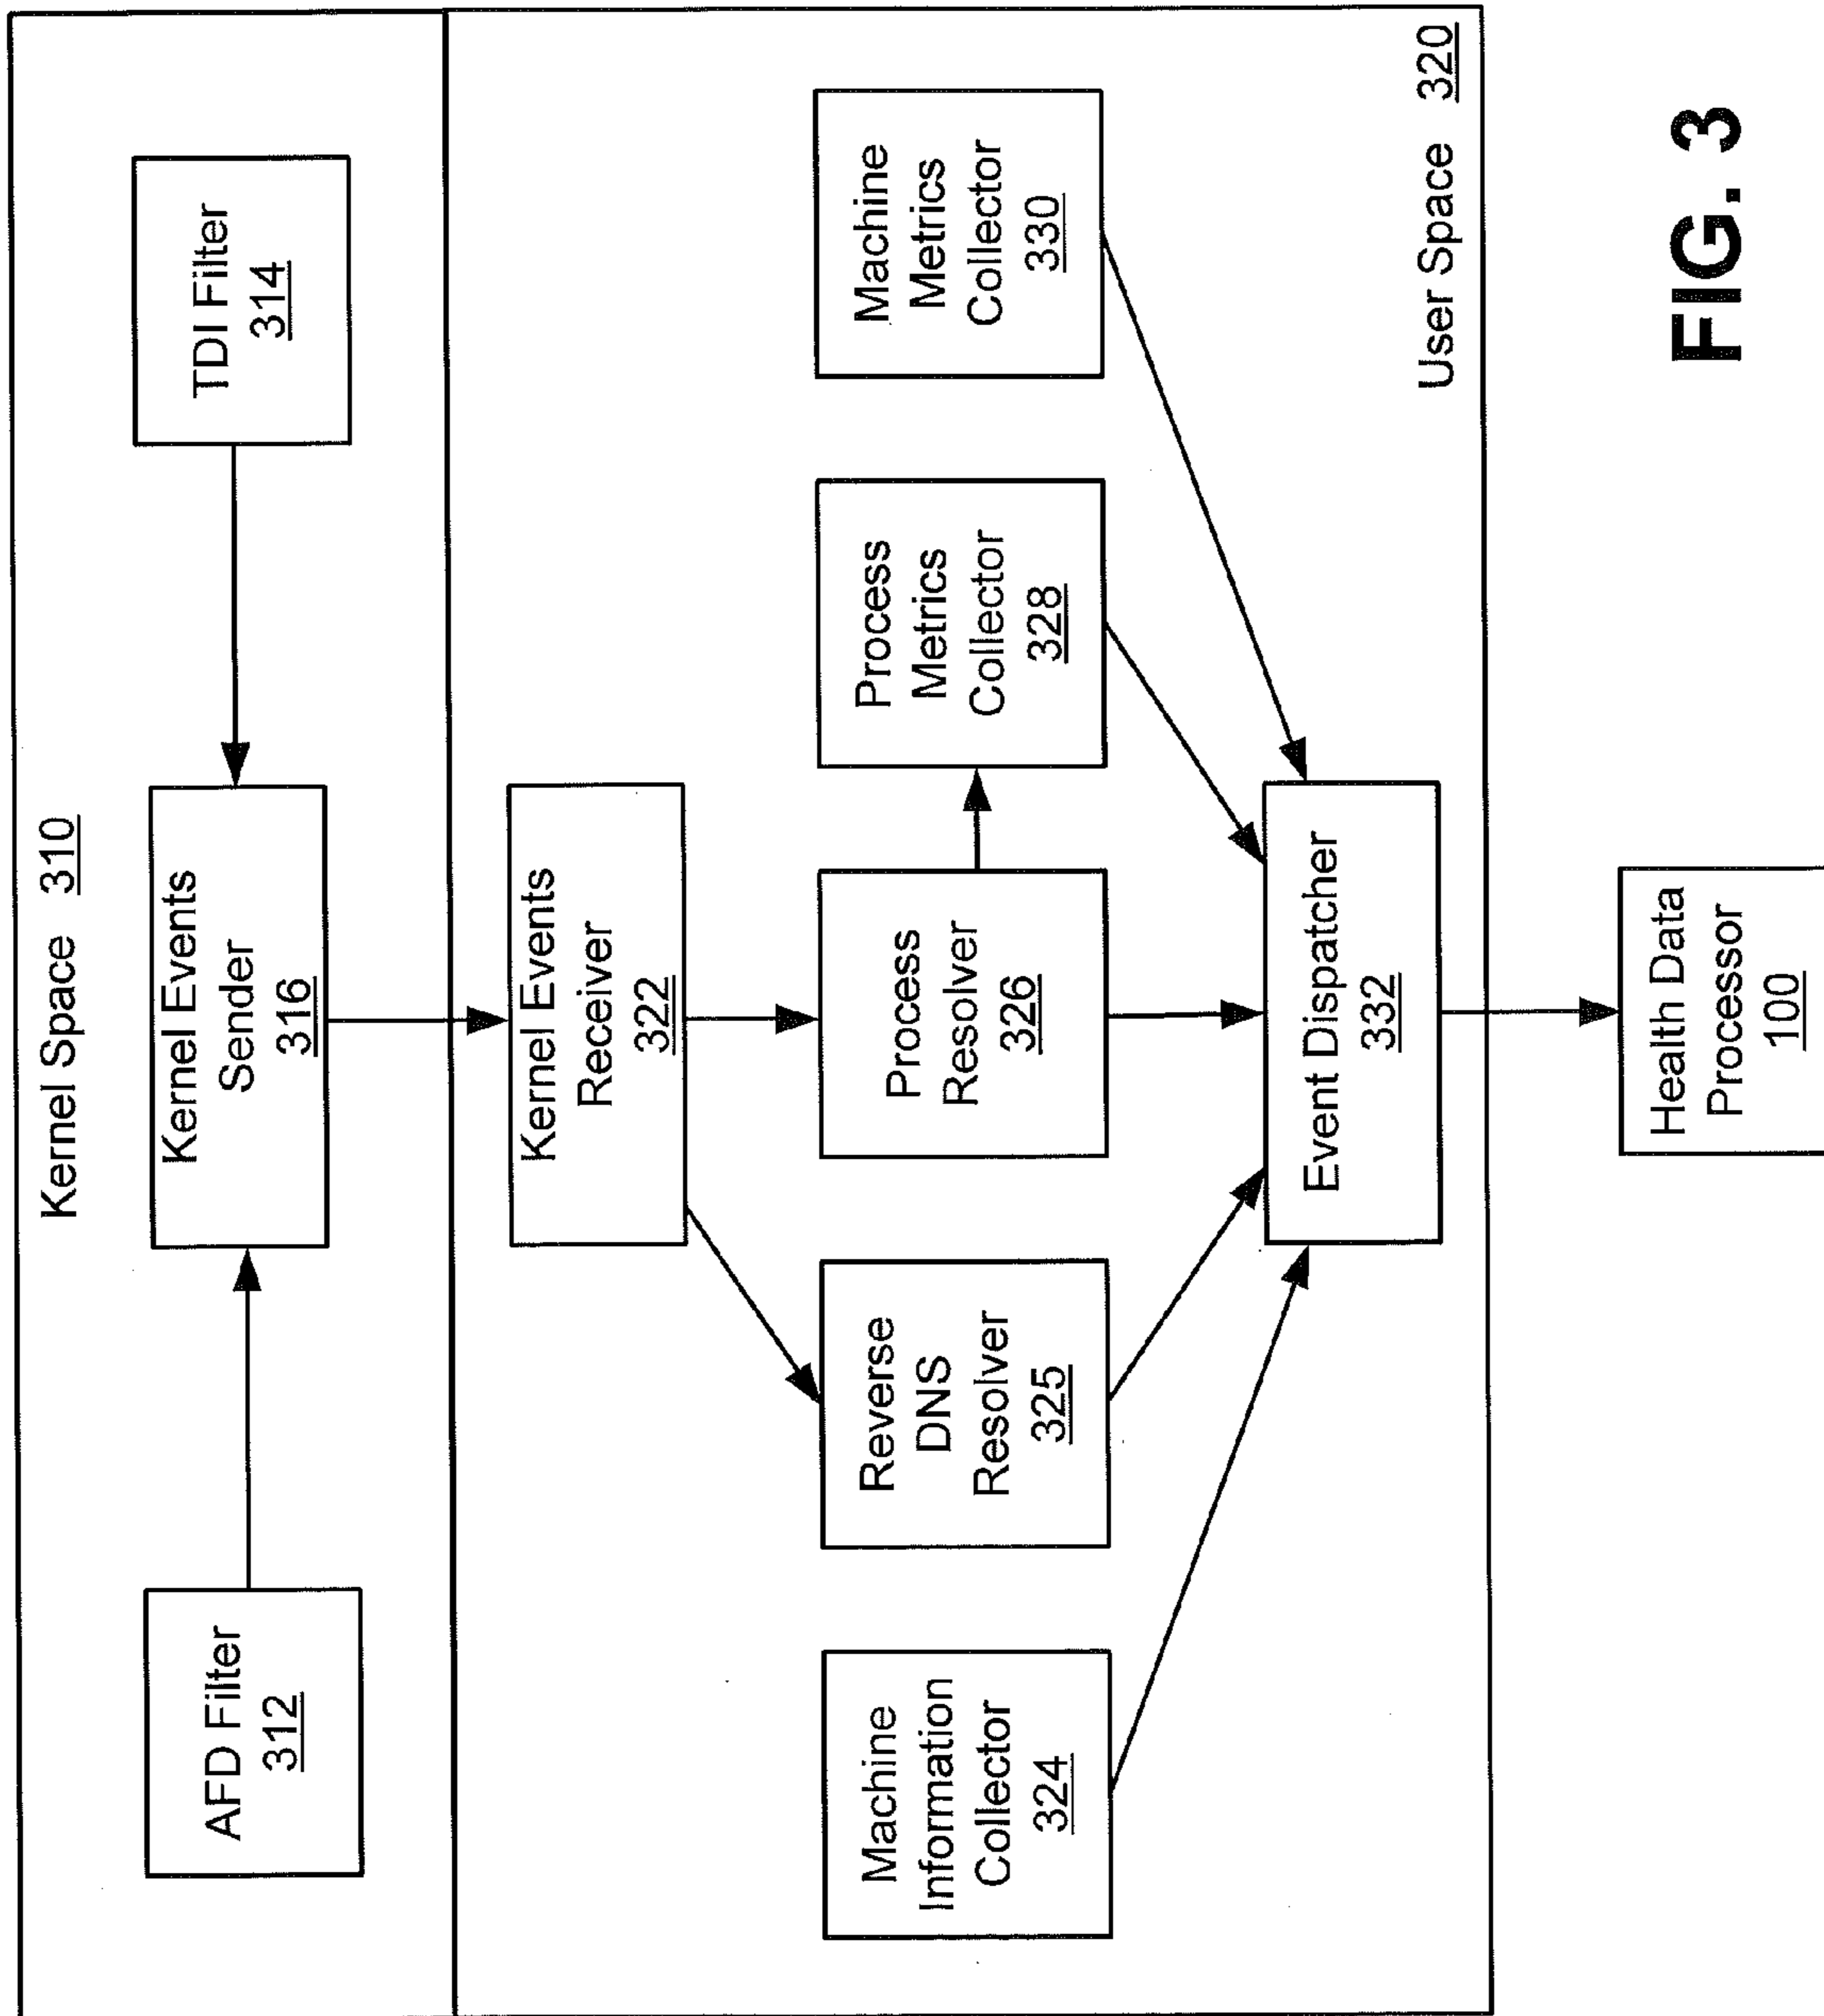 Kernel Space 310
AFD Filter
312
Kernel Events
Sender
316
TDI Filter
314
Kernel Events
Receiver
322
Machine
Information
Collector
324
Reverse
DNS
Resolver
325
Process
Resolver
326
Process
Metrics
Collector
328
Machine
Metrics
Collector
330
Event Dispatcher
332
User Space 320
Health Data
Processor
100
FIG. 3